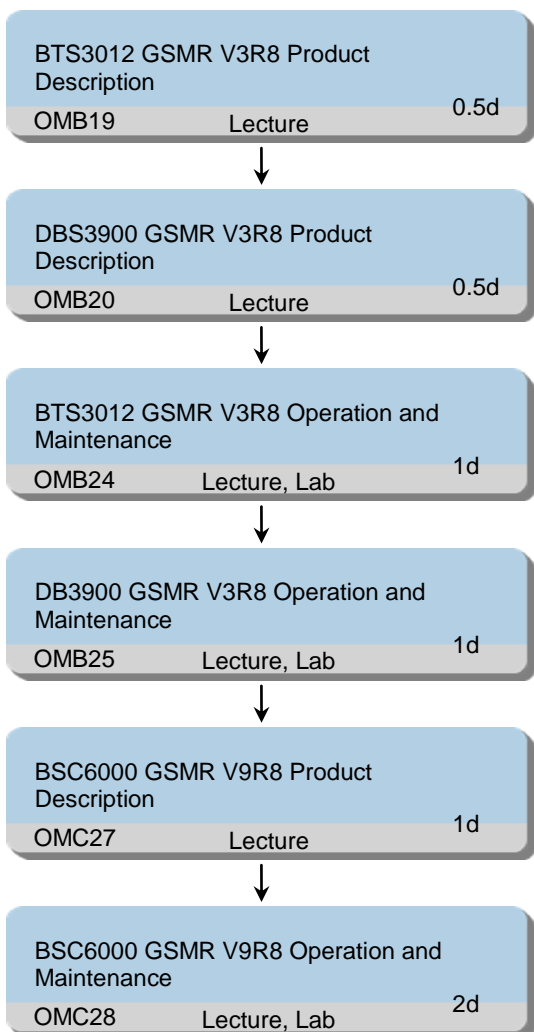 BTS3012 GSMR V3R8 Product
Description
0.5d
OMB19 Lecture
DBS3900 GSMR V3R8 Product
Description
0.5d
OMB20 Lecture
BTS3012 GSMR V3R8 Operation and
Maintenance
1d
OMB24 Lecture, Lab
DB3900 GSMR V3R8 Operation and
Maintenance
1d
OMB25 Lecture, Lab
BSC6000 GSMR V9R8 Product
Description
1d
OMC27 Lecture
BSC6000 GSMR V9R8 Operation and
Maintenance
2d
OMC28 Lecture, Lab